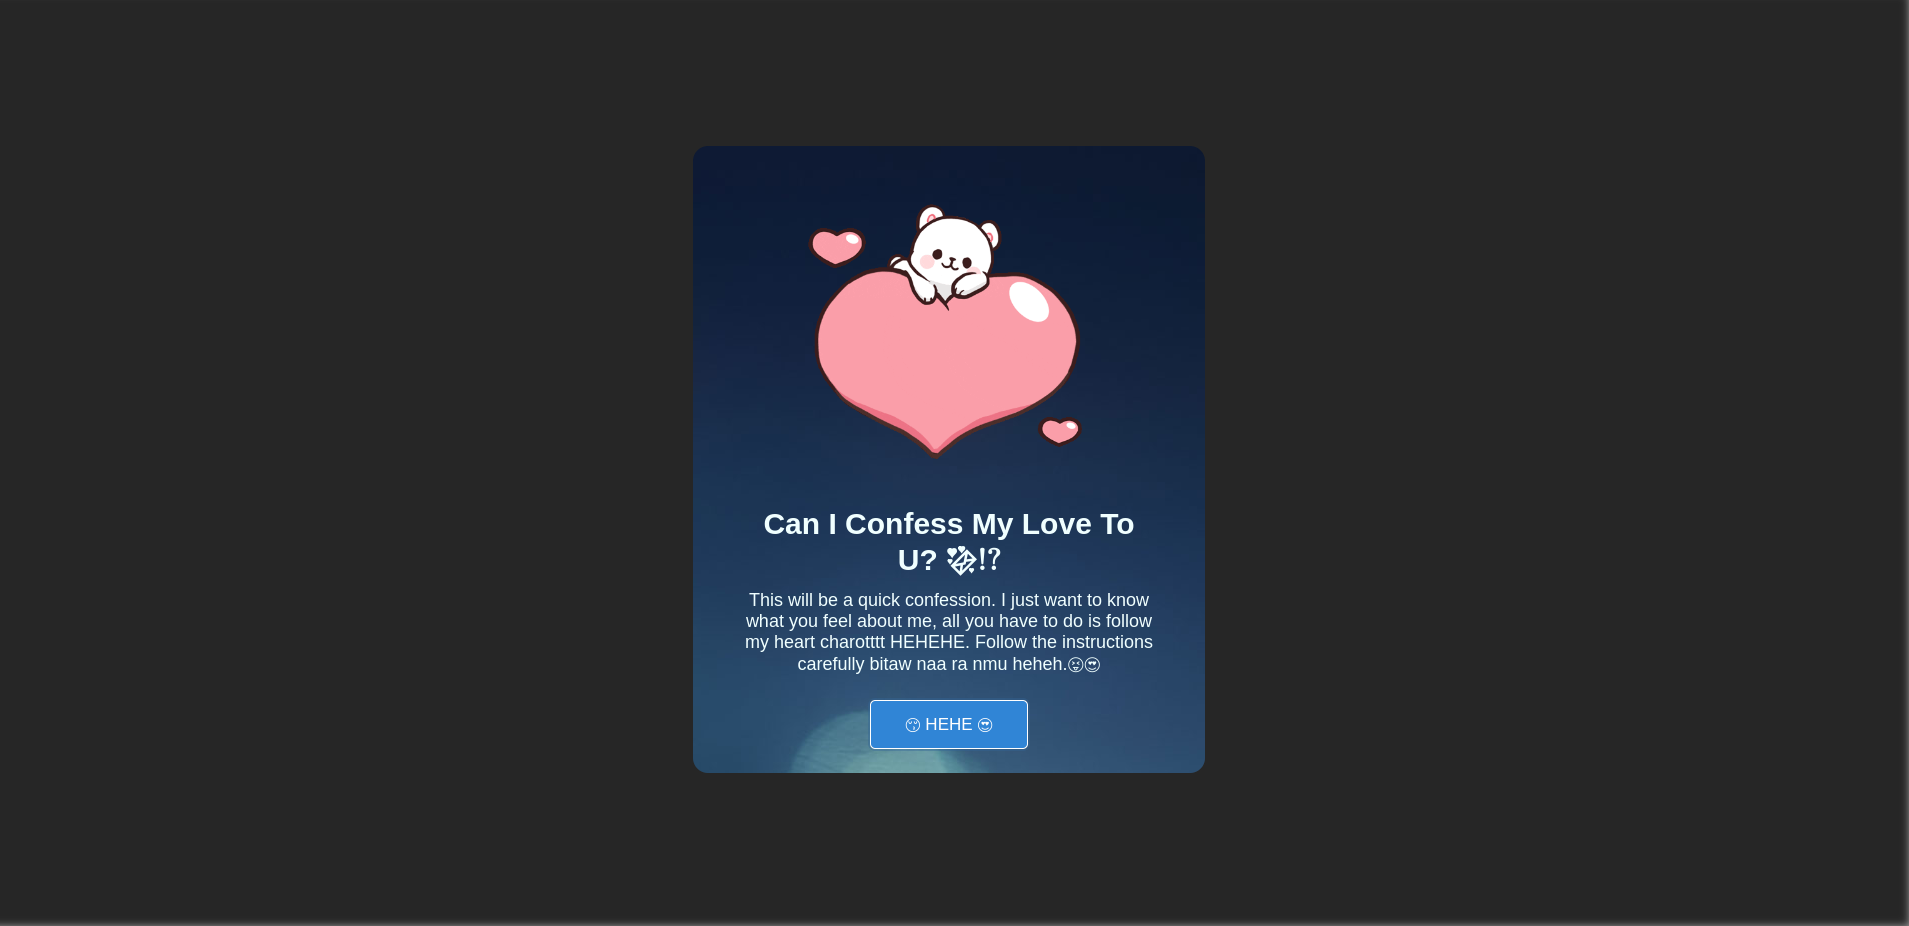 Can I Confess My Love To
U? 💘!?
This will be a quick confession. I just want to know
what you feel about me, all you have to do is follow
my heart charotttt HEHEHE. Follow the instructions
carefully bitaw naa ra nmu heheh.😜😍
😚 HEHE 😍